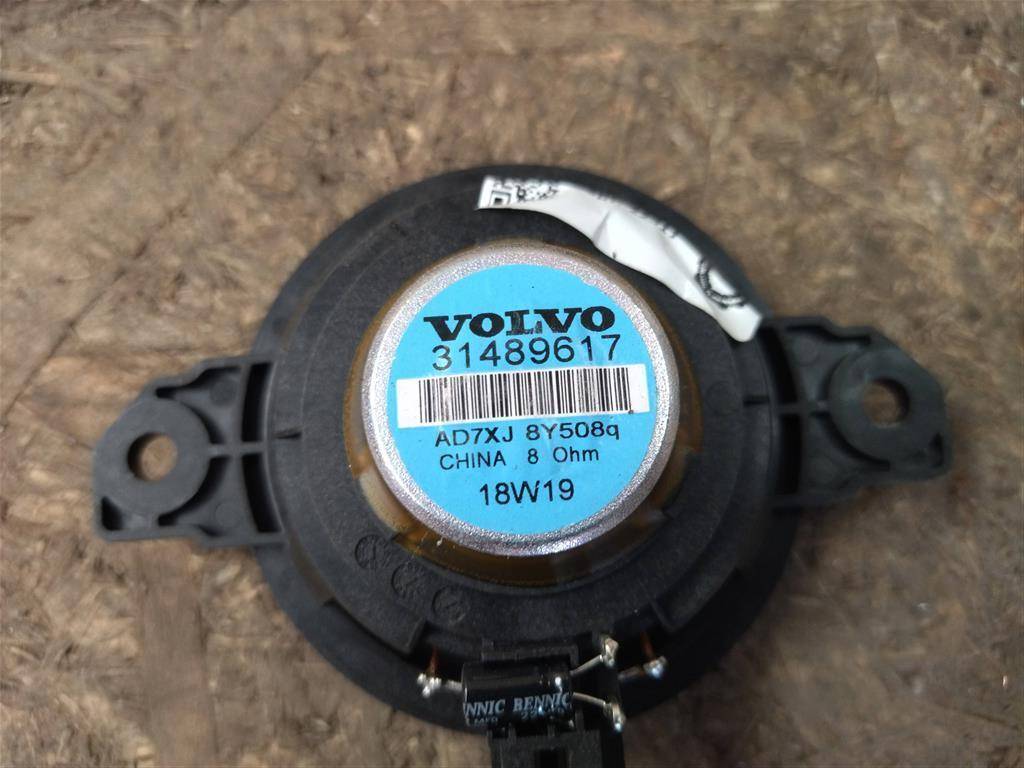 VOLVO
31489617
AD7XJ 8Y508q
CHINA 8 Ohm
18W19
NNIC BENNIC